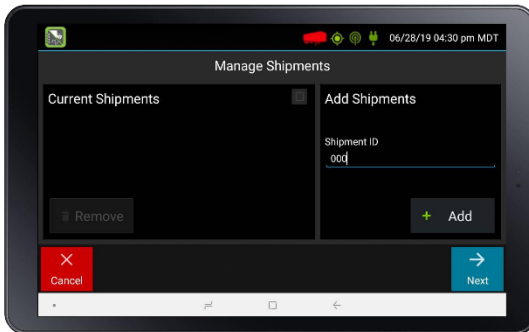 06/28/19 04:30 pm MDT
Manage Shipments
Current Shipments
Add Shipments
Shipment ID
000
Remove
+ Add
Cancel
Next